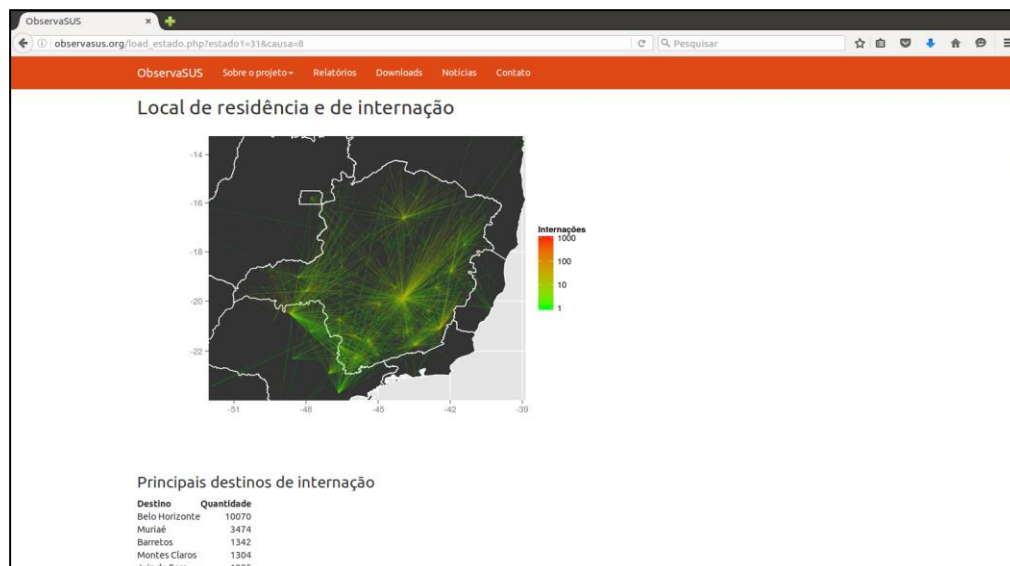 ObservaSUS
observasus.org/load_estado.php?estado1=31&causa=8
Pesquisar
ObservaSUS Sobre o projeto Relatórios Downloads Notícias Contato
Local de residência e de internação
-14
-16
-18
-20
-22
-51 -48 -45 -42 -39
Internações
1000
100
10
1
Principais destinos de internação
Destino Quantidade
Belo Horizonte 10070
Muriaé 3474
Barretos 1342
Montes Claros 1304